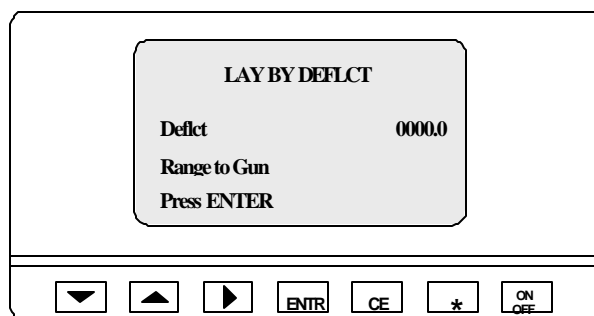 LAY BY DEFLCT
Deflct 0000.0
Range to Gun
Press ENTER
ENTR CE * ON
OFF